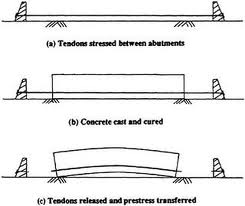 (a) Tendons stressed between abutments
(b) Concrete cast and cured
(c) Tendons released and prestress transferred